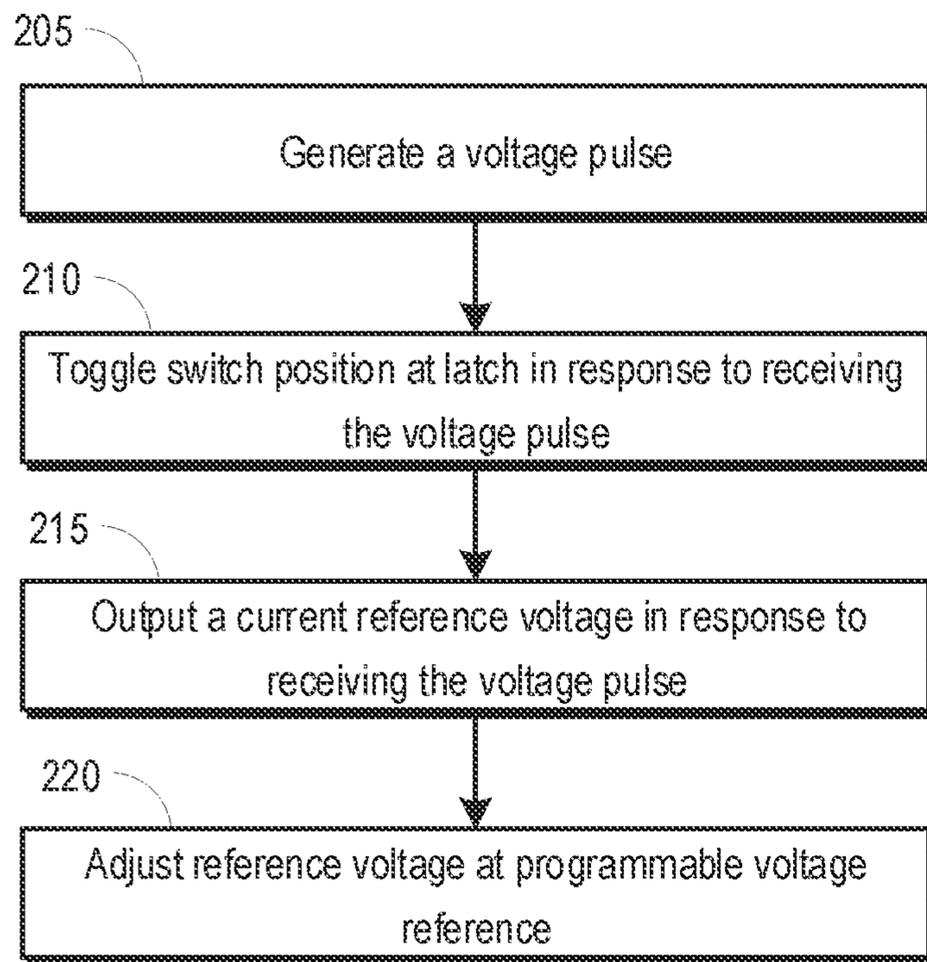 205
Generate a voltage pulse
210
Toggle switch position at latch in response to receiving
the voltage pulse
215
Output a current reference voltage in response to
receiving the voltage pulse
220
Adjust reference voltage at programmable voltage
reference